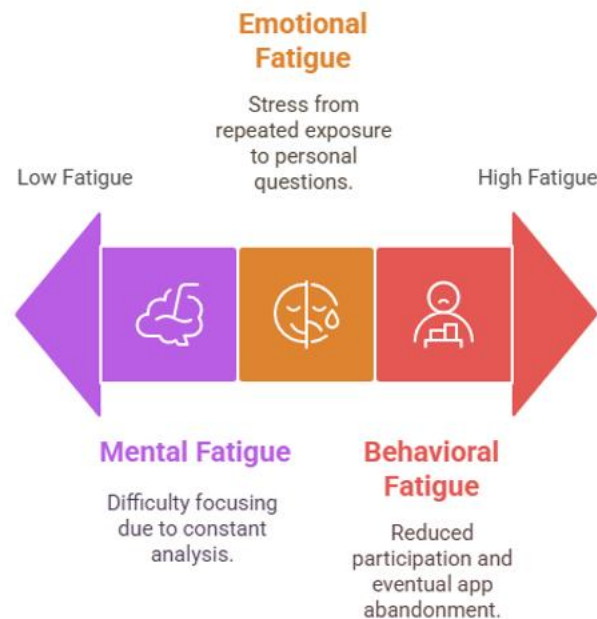 Emotional
Fatigue
Stress from
repeated exposure
to personal
questions.
Low Fatigue
High Fatigue
Mental Fatigue
Difficulty focusing
due to constant
analysis.
Behavioral
Fatigue
Reduced
participation and
eventual app
abandonment.